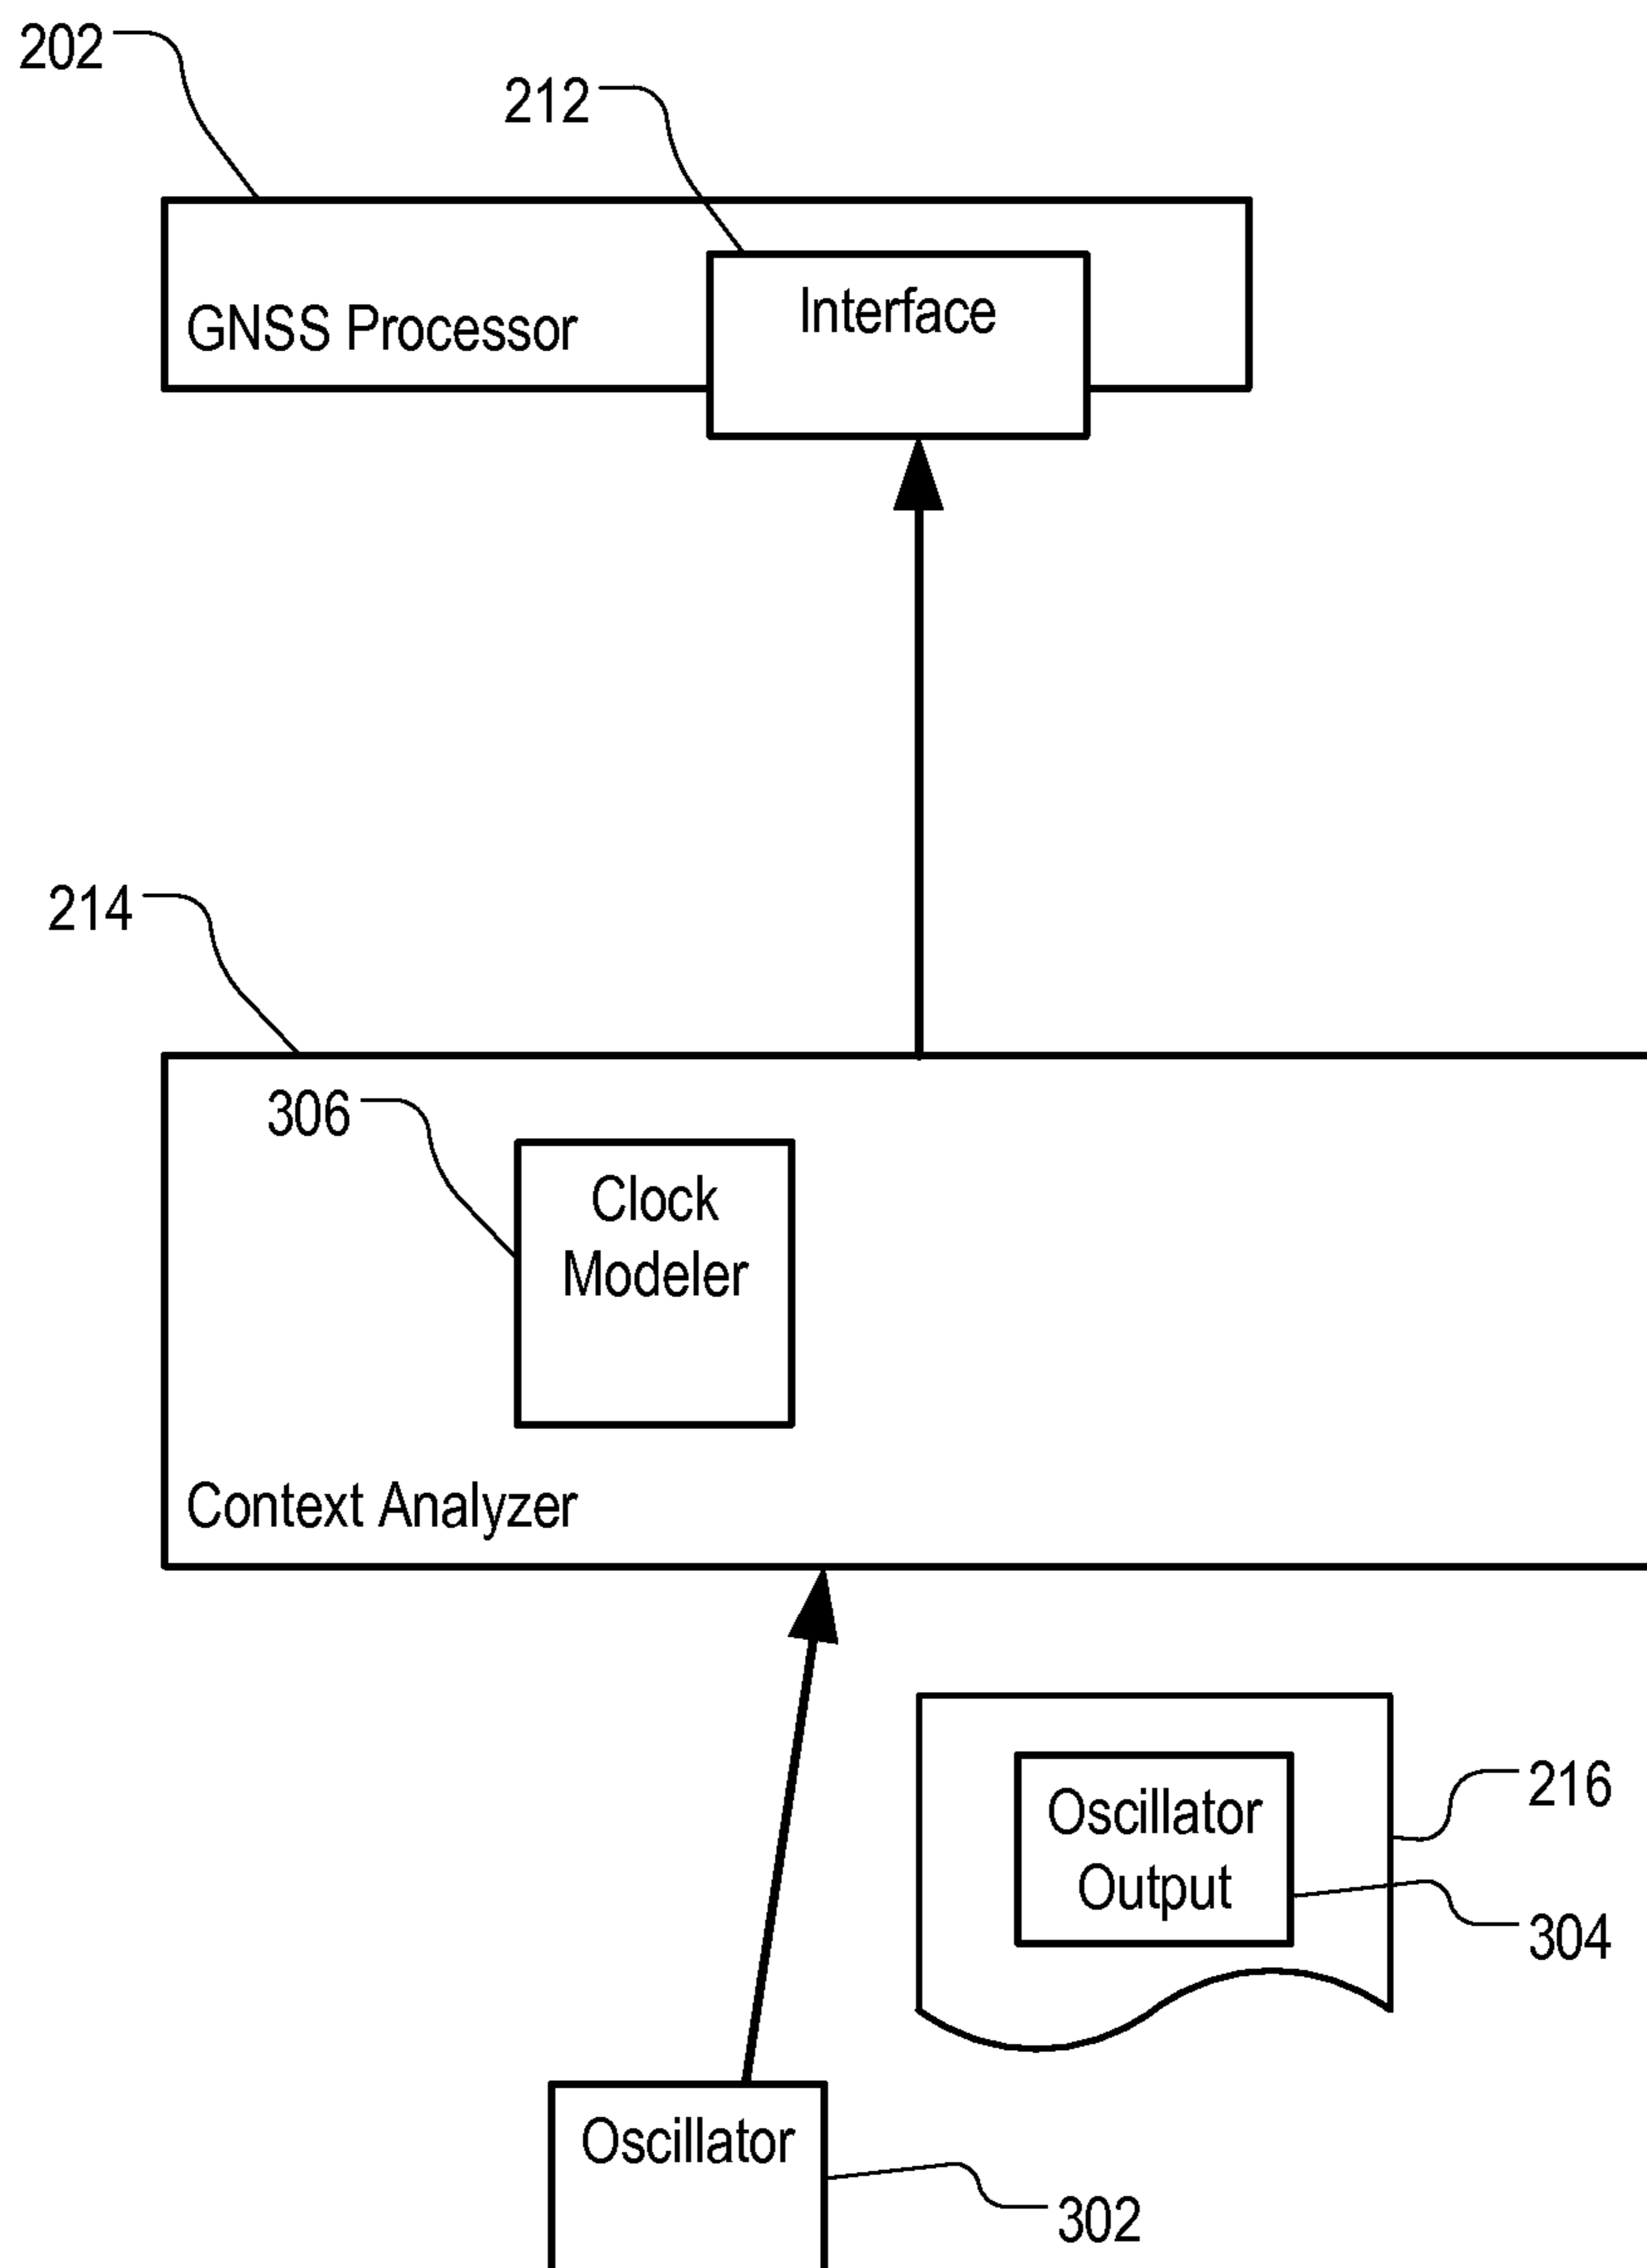 202
212
Interface
GNSS Processor
214
306
Clock
Modeler
Context Analyzer
216
Oscillator
Output
304
Oscillator
302